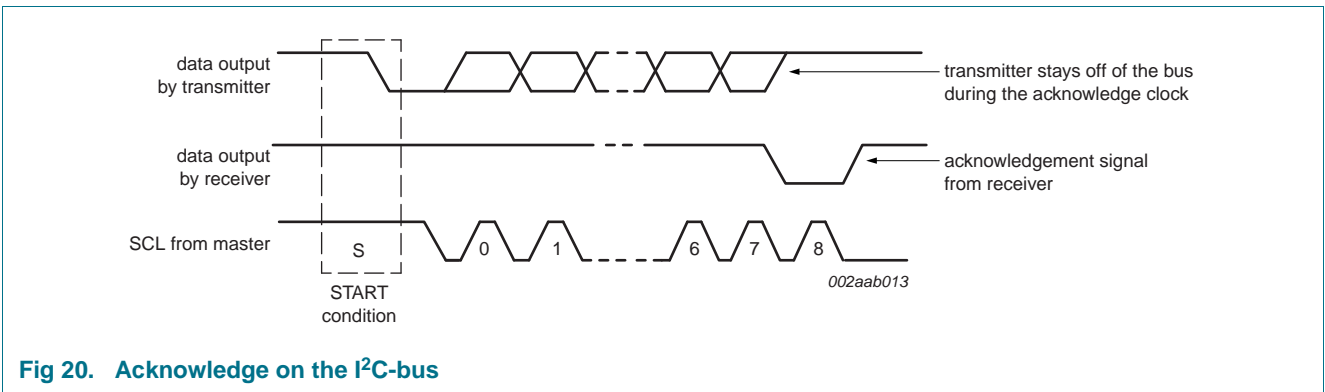 data output
by transmitter
transmitter stays off of the bus
during the acknowledge clock
data output
by receiver
acknowledgement signal
from receiver
SCL from master
S
0
1
6
7
8
002aab013
START
condition
Fig 20. Acknowledge on the I²C-bus